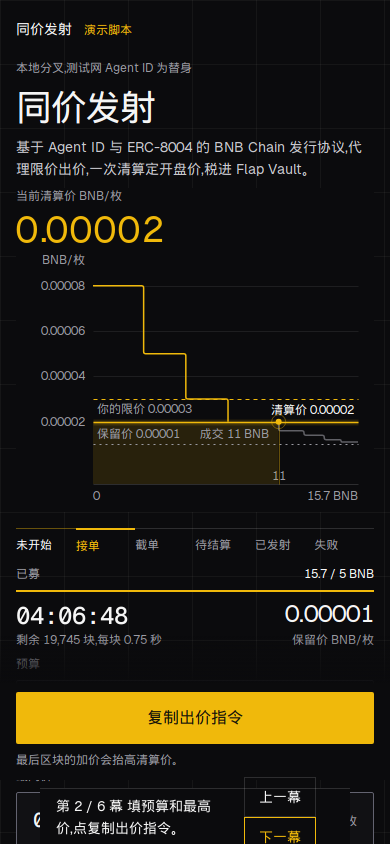 同价发射 演示脚本
本地分叉,测试网 Agent ID 为替身
同价发射
基于 Agent ID 与 ERC-8004 的 BNB Chain 发行协议,代
理限价出价,一次清算定开盘价,税进 Flap Vault。
当前清算价 BNB/枚
0.00002
BNB/枚
0.00008
0.00006
0.00004
你的限价 0.00003 清算价 0.00002
0.00002
保留价 0.00001 成交 11 BNB
11
0 15.7 BNB
未开始 接单 截单 待结算 已发射 失败
已募 15.7 / 5 BNB
04:06:48 0.00001
剩余 19,745 块,每块 0.75 秒 保留价 BNB/枚
预算
复制出价指令
最后区块的加价会抬高清算价。
上一幕
第 2 / 6 幕 填预算和最高
价,点复制出价指令。
下一幕
枚